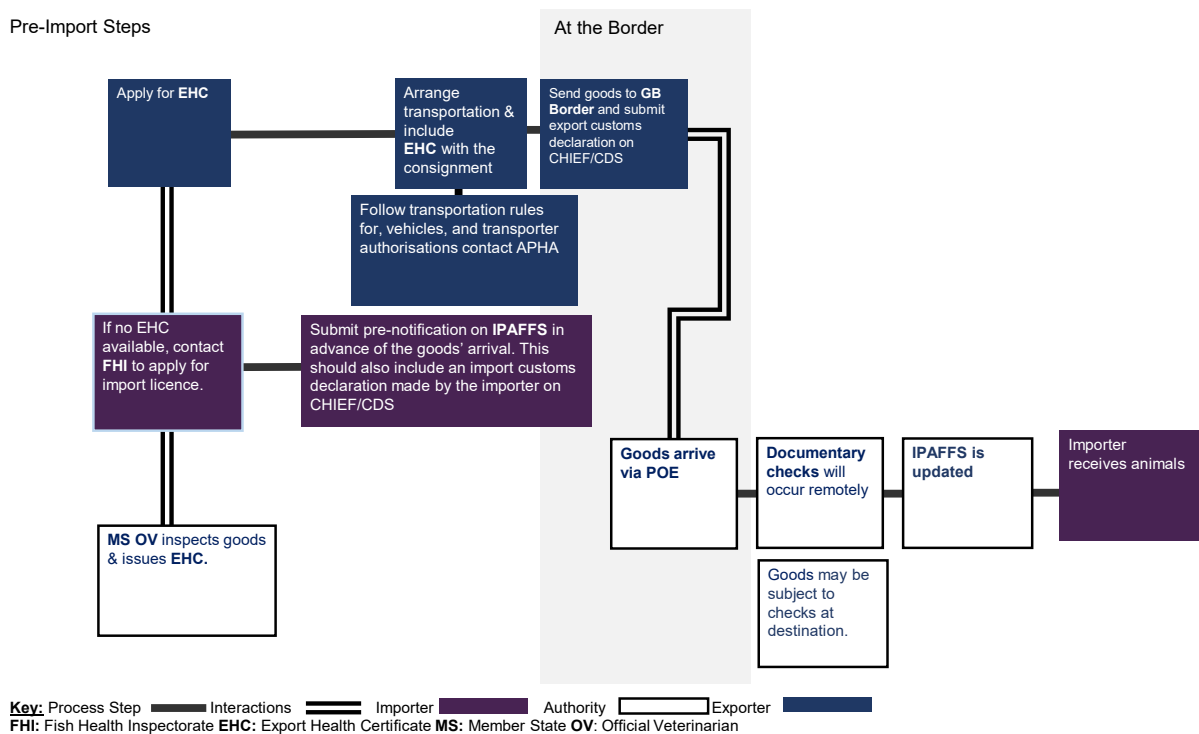 Pre-Import Steps
At the Border
Apply for EHC
Arrange
transportation &
include
EHC with the
consignment
Send goods to GB
Border and submit
export customs
declaration on
CHIEF/CDS
Follow transportation rules
for, vehicles, and transporter
authorisations contact APHA
If no EHC
available, contact
FHI to apply for
import licence.
Submit pre-notification on IPAFFS in
advance of the goods’ arrival. This
should also include an import customs
declaration made by the importer on
CHIEF/CDS
Goods arrive
via POE
Documentary
checks will
occur remotely
IPAFFS is
updated
Importer
receives animals
MS OV inspects goods
& issues EHC.
Goods may be
subject to
checks at
destination.
Key: Process Step Interactions Importer Authority Exporter
FHI: Fish Health Inspectorate EHC: Export Health Certificate MS: Member State OV: Official Veterinarian